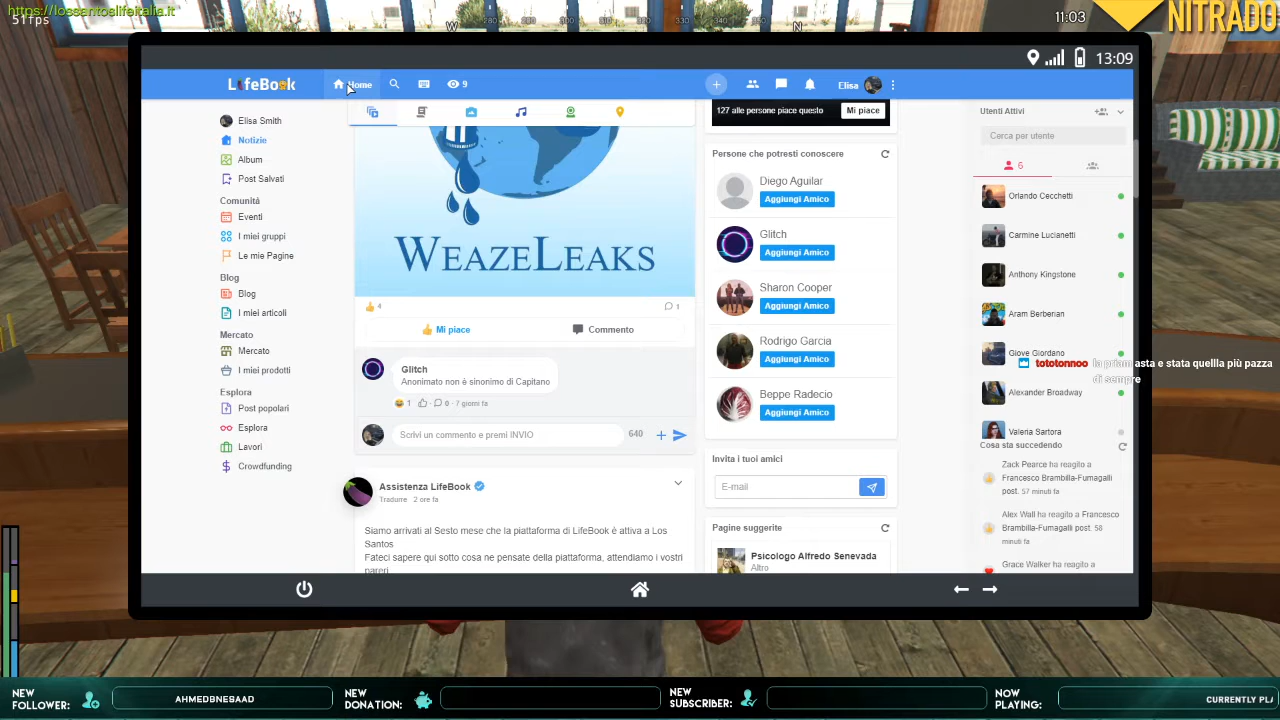 https://lossantoslifeitalia.it
51fps
W
280
300
310
330
340
N
11:03
NITRADO
13:09
LifeBook
Home
9
Elisa
Elisa Smith
Notizie
Album
Post Salvati
Comunità
Eventi
I miei gruppi
Le mie Pagine
Blog
Blog
I miei articoli
Mercato
Mercato
I miei prodotti
Esplora
Post popolari
Esplora
Lavori
Crowdfunding
WEAZELEAKS
4
1
Mi piace
Commento
Glitch
Anonimato non è sinonimo di Capitano
1 · · 0 · 7 giorni fa
Scrivi un commento e premi INVIO
640
Assistenza LifeBook
Tradurre 2 ore fa
Siamo arrivati al Sesto mese che la piattaforma di LifeBook è attiva a Los
Santos
Fateci sapere qui sotto cosa ne pensate della piattaforma, attendiamo i vostri
pareri
127 alle persone piace questo
Mi piace
Persone che potresti conoscere
Diego Aguilar
Aggiungi Amico
Glitch
Aggiungi Amico
Sharon Cooper
Aggiungi Amico
Rodrigo Garcia
Aggiungi Amico
Beppe Radecio
Aggiungi Amico
Invita i tuoi amici
E-mail
Pagine suggerite
Psicologo Alfredo Senevada
Altro
Utenti Attivi
Cerca per utente
6
Orlando Cecchetti
Carmine Lucianetti
Anthony Kingstone
Aram Berberian
Giove Giordano
Alexander Broadway
Valeria Sartora
Cosa sta succedendo
Zack Pearce ha reagito a
Francesco
Brambilla-Fumagalli
post. 57 minuti fa
Alex Wall ha reagito a Francesco
Brambilla-Fumagalli post. 58
minuti fa
Grace Walker ha reagito a
tototonnoo la priam asta e stata quellla più pazza
di sempre
NEW
FOLLOWER:
AHMEDBNESAAD
NEW
DONATION:
NEW
SUBSCRIBER:
NOW
PLAYING:
CURRENTLY PLA